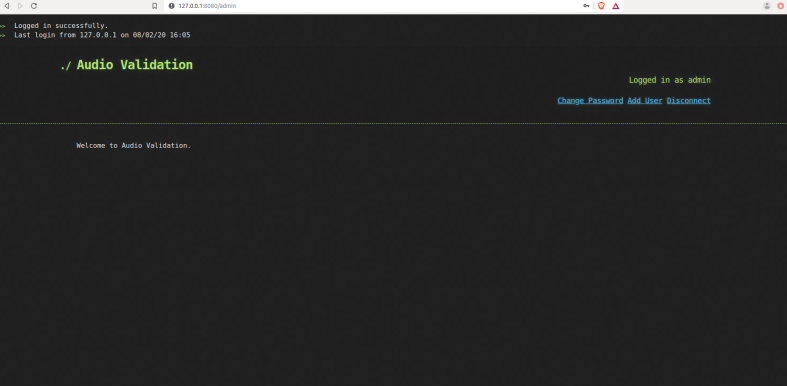 127.0.0.1:8080/admin
>> Logged in successfully.
>> Last login from 127.0.0.1 on 08/02/20 16:05
./ Audio Validation
Logged in as admin
Change Password Add User Disconnect
Welcome to Audio Validation.